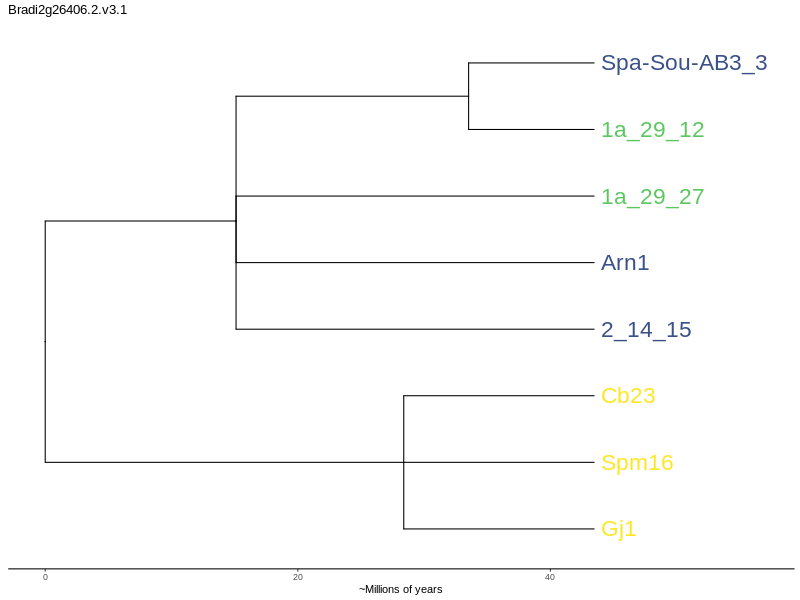 Bradi2g26406.2.v3.1
Spa-Sou-AB3_3
1a_29_12
1a_29_27
Arn1
2_14_15
Cb23
Spm16
Gj1
0 20 40
~Millions of years